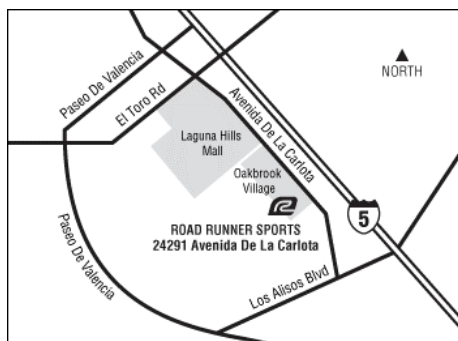 NORTH
Paseo De Valencia
El Toro Rd
Avenida De La Carlota
Laguna Hills
Mall
Oakbrook
Village
5
ROAD RUNNER SPORTS
24291 Avenida De La Carlota
Paseo De Valencia
Los Alisos Blvd